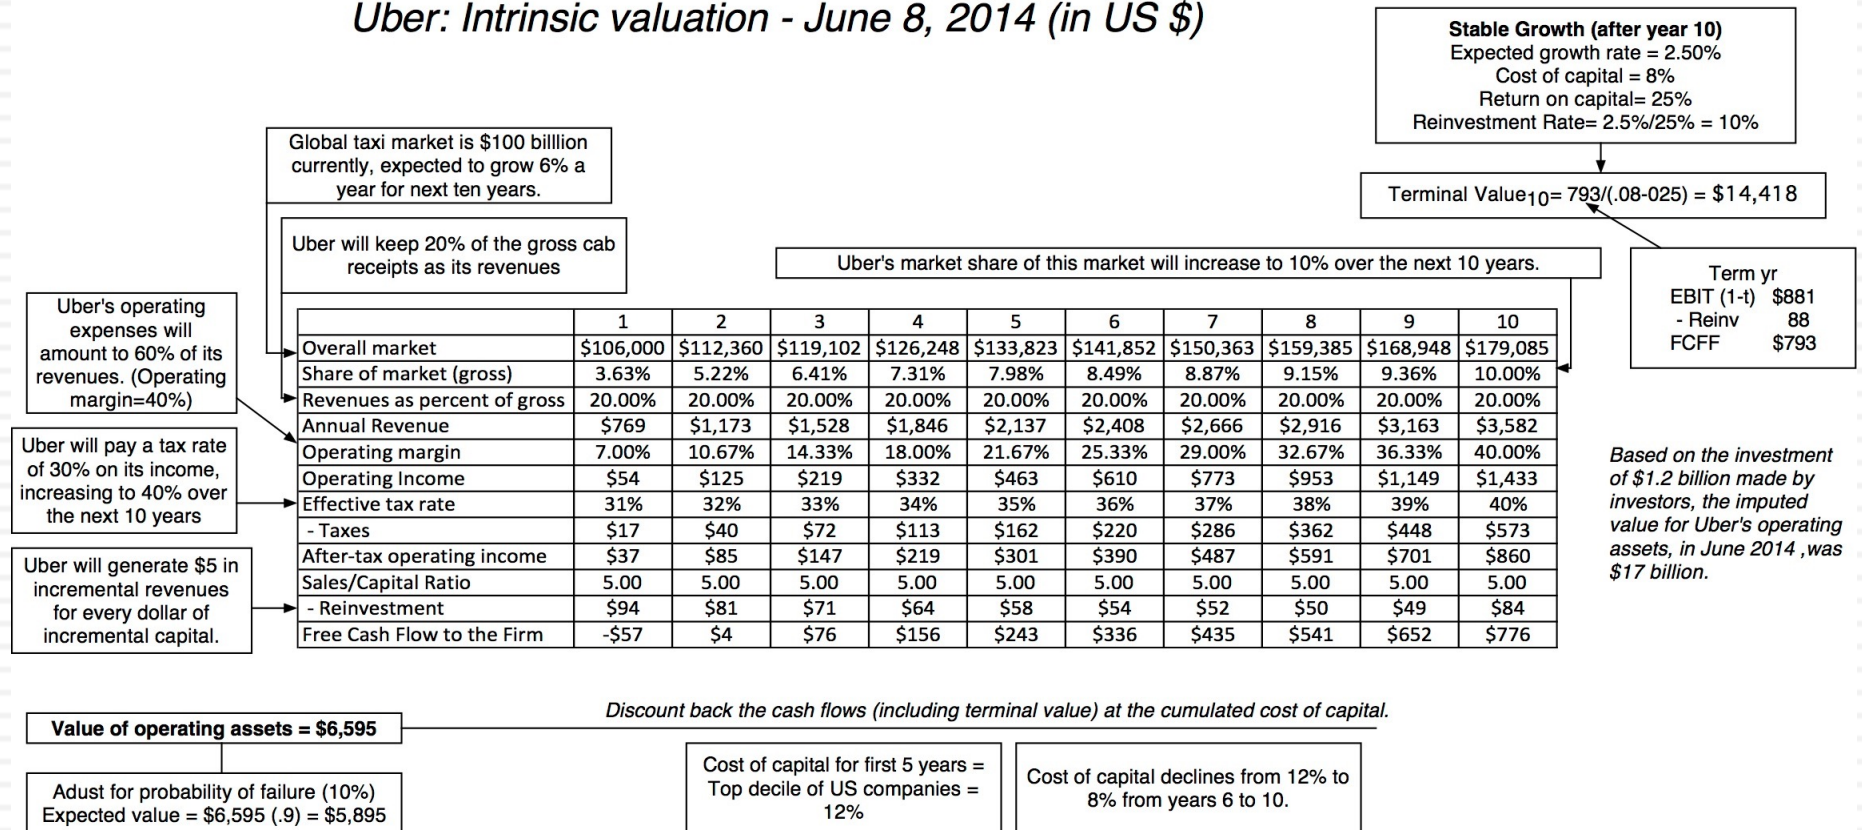 Uber: Intrinsic valuation - June 8, 2014 (in US $)
Stable Growth (after year 10)
Expected growth rate = 2.50%
Cost of capital = 8%
Return on capital= 25%
Reinvestment Rate= 2.5%/25% = 10%
Global taxi market is $100 billlion
currently, expected to grow 6% a
year for next ten years.
Terminal Value10= 793/(.08-025) = $14,418
Uber will keep 20% of the gross cab
receipts as its revenues
Uber's market share of this market will increase to 10% over the next 10 years.
Term yr
EBIT (1-t) $881
- Reinv 88
FCFF $793
Uber's operating
expenses will
amount to 60% of its
revenues. (Operating
margin=40%)
Uber will pay a tax rate
of 30% on its income,
increasing to 40% over
the next 10 years
Uber will generate $5 in
incremental revenues
for every dollar of
incremental capital.
1 2 3 4 5 6 7 8 9 10
Overall market $106,000 $112,360 $119,102 $126,248 $133,823 $141,852 $150,363 $159,385 $168,948 $179,085
Share of market (gross) 3.63% 5.22% 6.41% 7.31% 7.98% 8.49% 8.87% 9.15% 9.36% 10.00%
Revenues as percent of gross 20.00% 20.00% 20.00% 20.00% 20.00% 20.00% 20.00% 20.00% 20.00% 20.00%
Annual Revenue $769 $1,173 $1,528 $1,846 $2,137 $2,408 $2,666 $2,916 $3,163 $3,582
Operating margin 7.00% 10.67% 14.33% 18.00% 21.67% 25.33% 29.00% 32.67% 36.33% 40.00%
Operating Income $54 $125 $219 $332 $463 $610 $773 $953 $1,149 $1,433
Effective tax rate 31% 32% 33% 34% 35% 36% 37% 38% 39% 40%
- Taxes $17 $40 $72 $113 $162 $220 $286 $362 $448 $573
After-tax operating income $37 $85 $147 $219 $301 $390 $487 $591 $701 $860
Sales/Capital Ratio 5.00 5.00 5.00 5.00 5.00 5.00 5.00 5.00 5.00 5.00
- Reinvestment $94 $81 $71 $64 $58 $54 $52 $50 $49 $84
Free Cash Flow to the Firm -$57 $4 $76 $156 $243 $336 $435 $541 $652 $776
Based on the investment
of $1.2 billion made by
investors, the imputed
value for Uber's operating
assets, in June 2014 ,was
$17 billion.
Discount back the cash flows (including terminal value) at the cumulated cost of capital.
Value of operating assets = $6,595
Adjust for probability of failure (10%)
Expected value = $6,595 (.9) = $5,895
Cost of capital for first 5 years =
Top decile of US companies =
12%
Cost of capital declines from 12% to
8% from years 6 to 10.